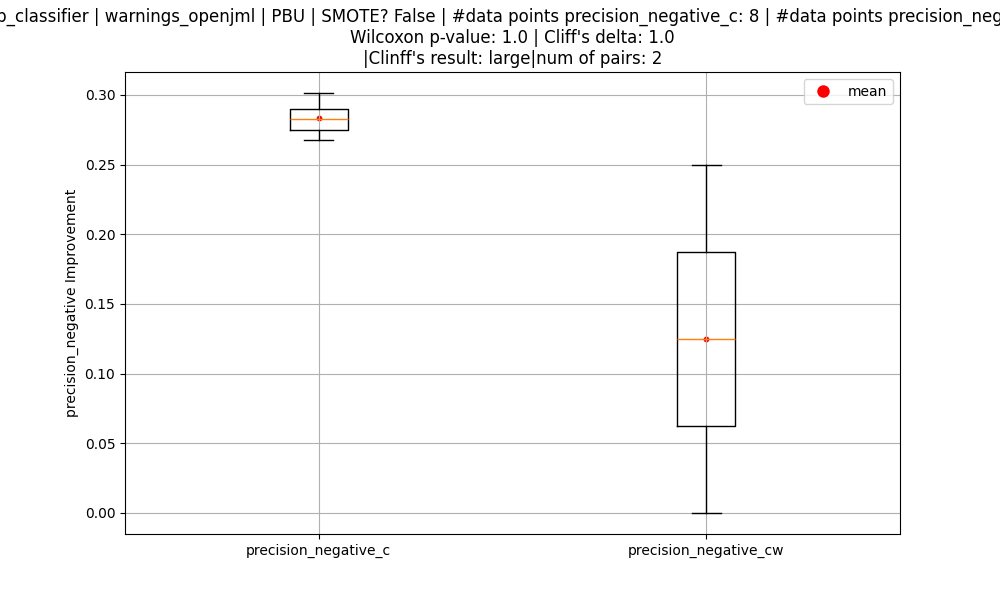 _classifier | warnings_openjml | PBU | SMOTE? False | #data points precision_negative_c: 8 | #data points
Wilcoxon p-value: 1.0 | Cliff's delta: 1.0
|Clinff's result: large|num of pairs: 2
mean
0.30
0.25
0.20
0.15
0.10
0.05
0.00
precision_negative Improvement
precision_negative_c
precision_negative_cw